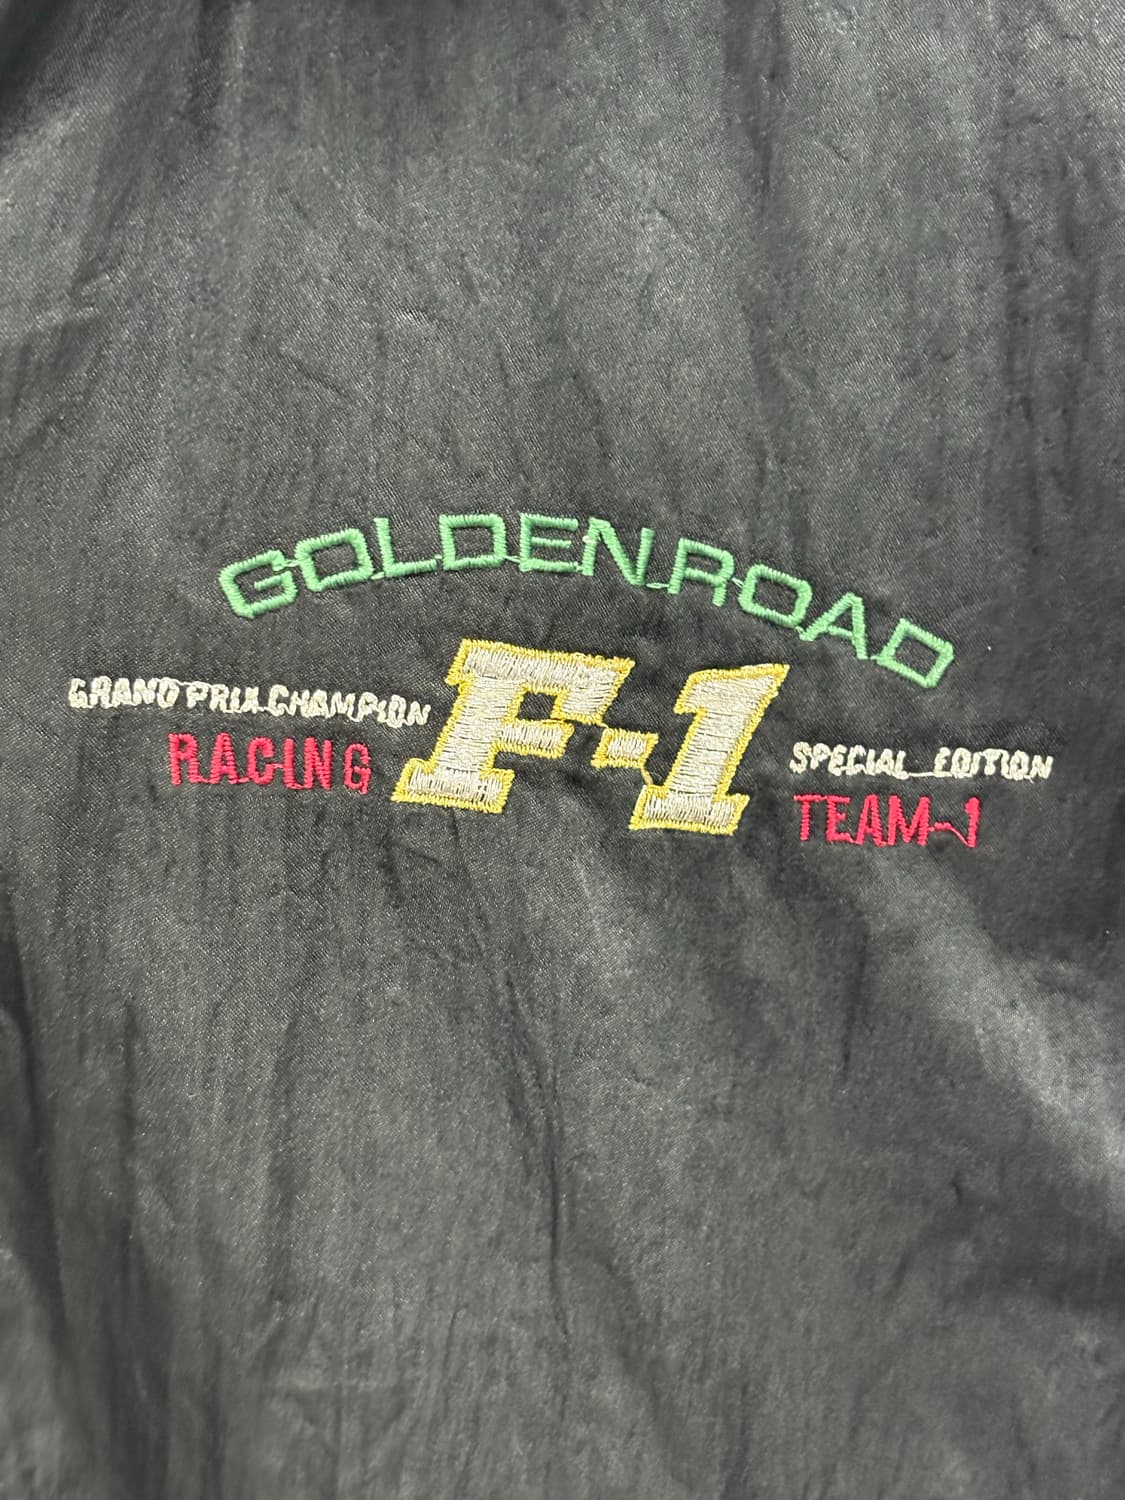 GOLDEN ROAD
GRAND PRIX CHAMPION
RACING
F-1
SPECIAL EDITION
TEAM-1